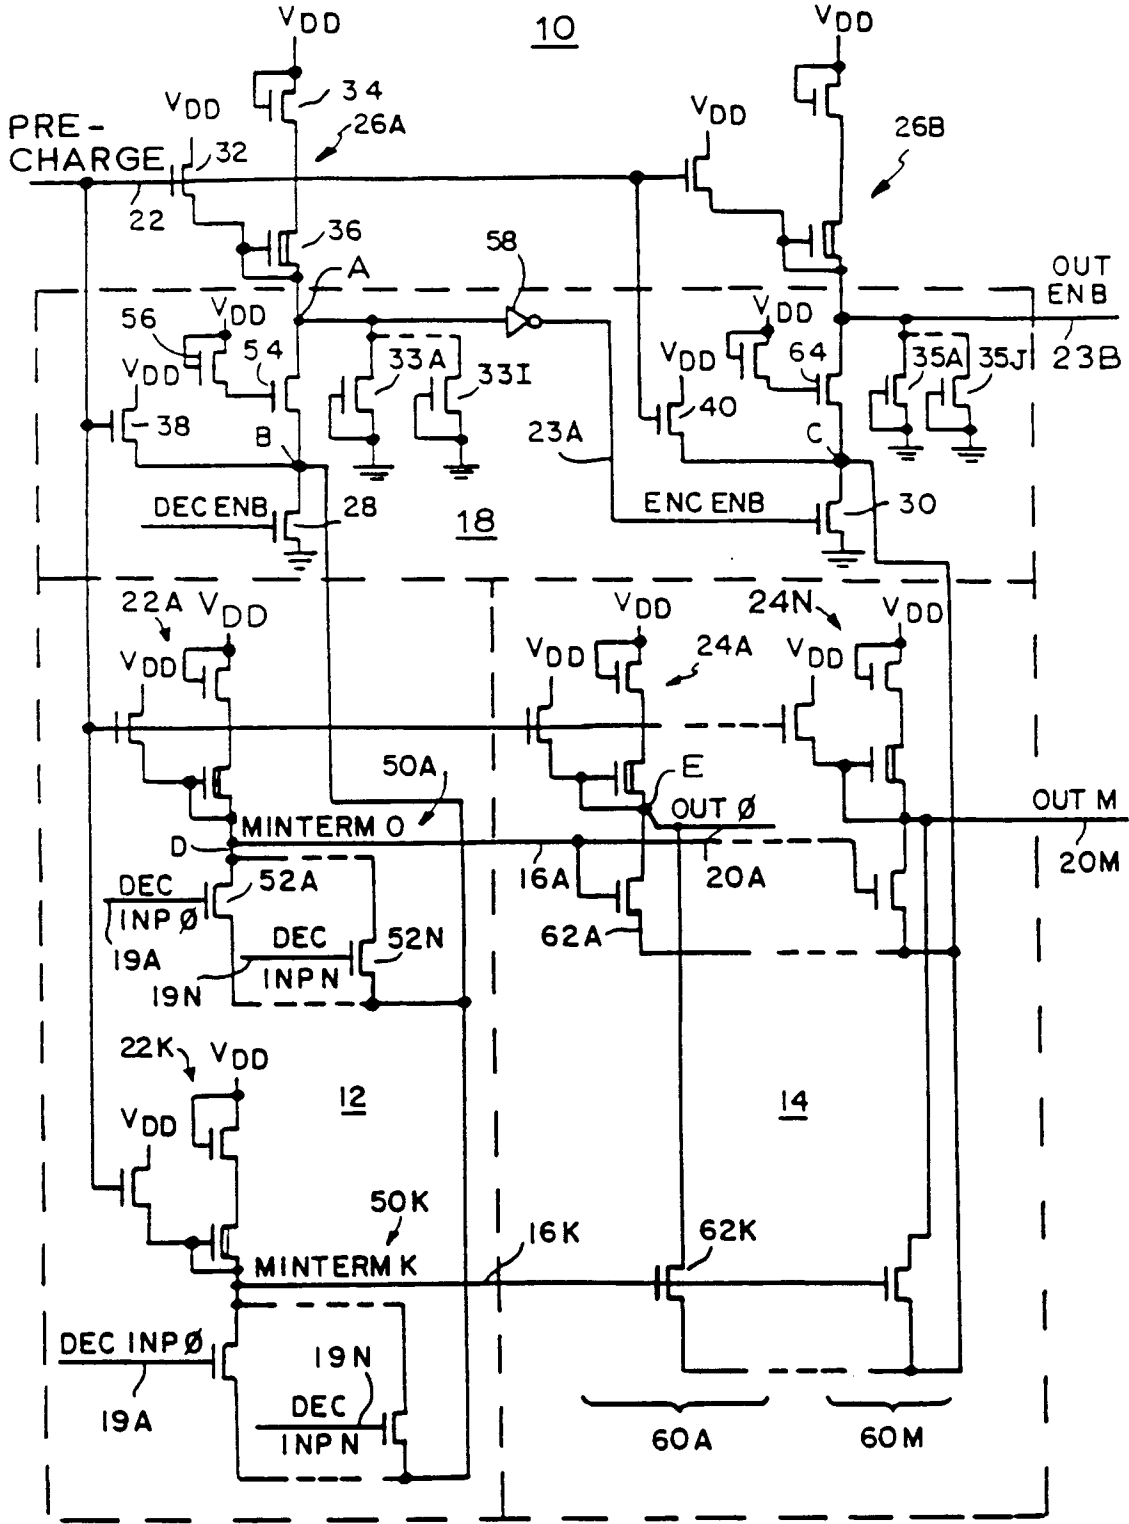 VDD
10
VDD
34
VDD
26A
VDD
26B
PRE-
CHARGE
32
22
36
A
58
OUT
ENB
23B
VDD
56
54
VDD
38
33A
33I
VDD
VDD
64
40
35A
35J
B
23A
C
DEC ENB
28
18
ENC ENB
30
22A
VDD
VDD
VDD
VDD
24A
24N
VDD
VDD
50A
E
MINTERM 0
OUT Ø
OUT M
D
16A
20A
20M
DEC
INP Ø
52A
19A
DEC
INP N
52N
19N
62A
22K
VDD
VDD
12
14
50K
16K
62K
MINTERM K
DEC INP Ø
19A
19N
DEC
INP N
60A
60M